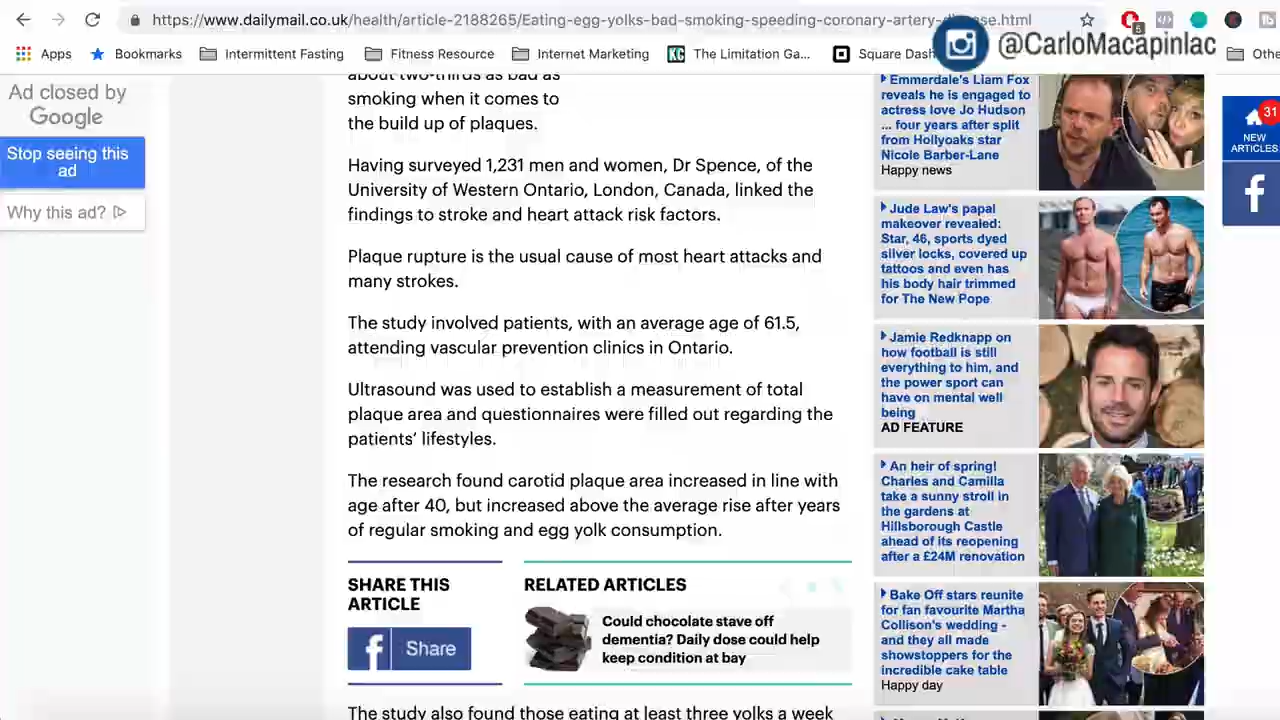 https://www.dailymail.co.uk/health/article-2188265/Eating-egg-yolks-bad-smoking-speeding-coronary-artery-disease.html
5
Apps
Bookmarks
Intermittent Fasting
Fitness Resource
Internet Marketing
KG
The Limitation Ga...
Square Dash
@CarloMacapinlac
Othe
Ad closed by
Google
Stop seeing this
ad
Why this ad?
about two-thirds as bad as
smoking when it comes to
the build up of plaques.
Having surveyed 1,231 men and women, Dr Spence, of the
University of Western Ontario, London, Canada, linked the
findings to stroke and heart attack risk factors.
Plaque rupture is the usual cause of most heart attacks and
many strokes.
The study involved patients, with an average age of 61.5,
attending vascular prevention clinics in Ontario.
Ultrasound was used to establish a measurement of total
plaque area and questionnaires were filled out regarding the
patients’ lifestyles.
The research found carotid plaque area increased in line with
age after 40, but increased above the average rise after years
of regular smoking and egg yolk consumption.
SHARE THIS
ARTICLE
f Share
RELATED ARTICLES
Could chocolate stave off
dementia? Daily dose could help
keep condition at bay
The study also found those eating at least three yolks a week
Emmerdale's Liam Fox
reveals he is engaged to
actress love Jo Hudson
... four years after split
from Hollyoaks star
Nicole Barber-Lane
Happy news
Jude Law's papal
makeover revealed:
Star, 46, sports dyed
silver locks, covered up
tattoos and even has
his body hair trimmed
for The New Pope
Jamie Redknapp on
how football is still
everything to him, and
the power sport can
have on mental well
being
AD FEATURE
An heir of spring!
Charles and Camilla
take a sunny stroll in
the gardens at
Hillsborough Castle
ahead of its reopening
after a £24M renovation
Bake Off stars reunite
for fan favourite Martha
Collison's wedding -
and they all made
showstoppers for the
incredible cake table
Happy day
31
NEW
ARTICLES
f